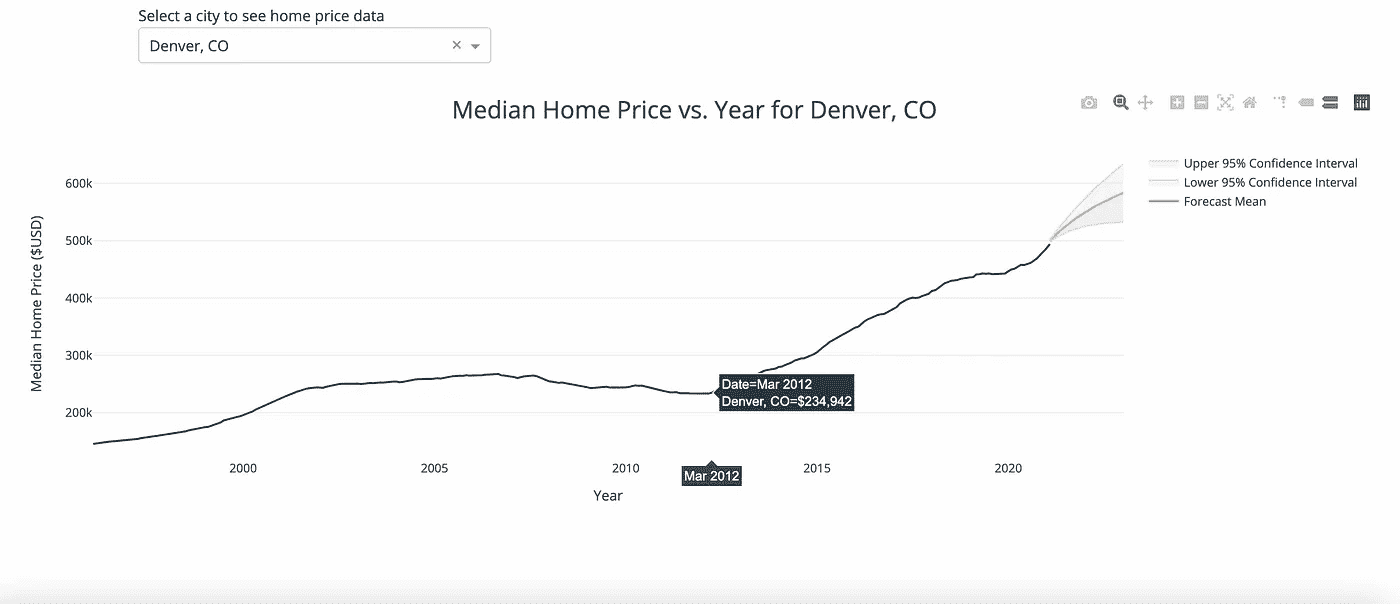 Select a city to see home price data
Denver, CO
Median Home Price vs. Year for Denver, CO
Upper 95% Confidence Interval
Lower 95% Confidence Interval
Forecast Mean
Median Home Price ($USD)
600k
500k
400k
300k
200k
Date=Mar 2012
Denver, CO=$234,942
2000
2005
2010
2015
2020
Mar 2012
Year